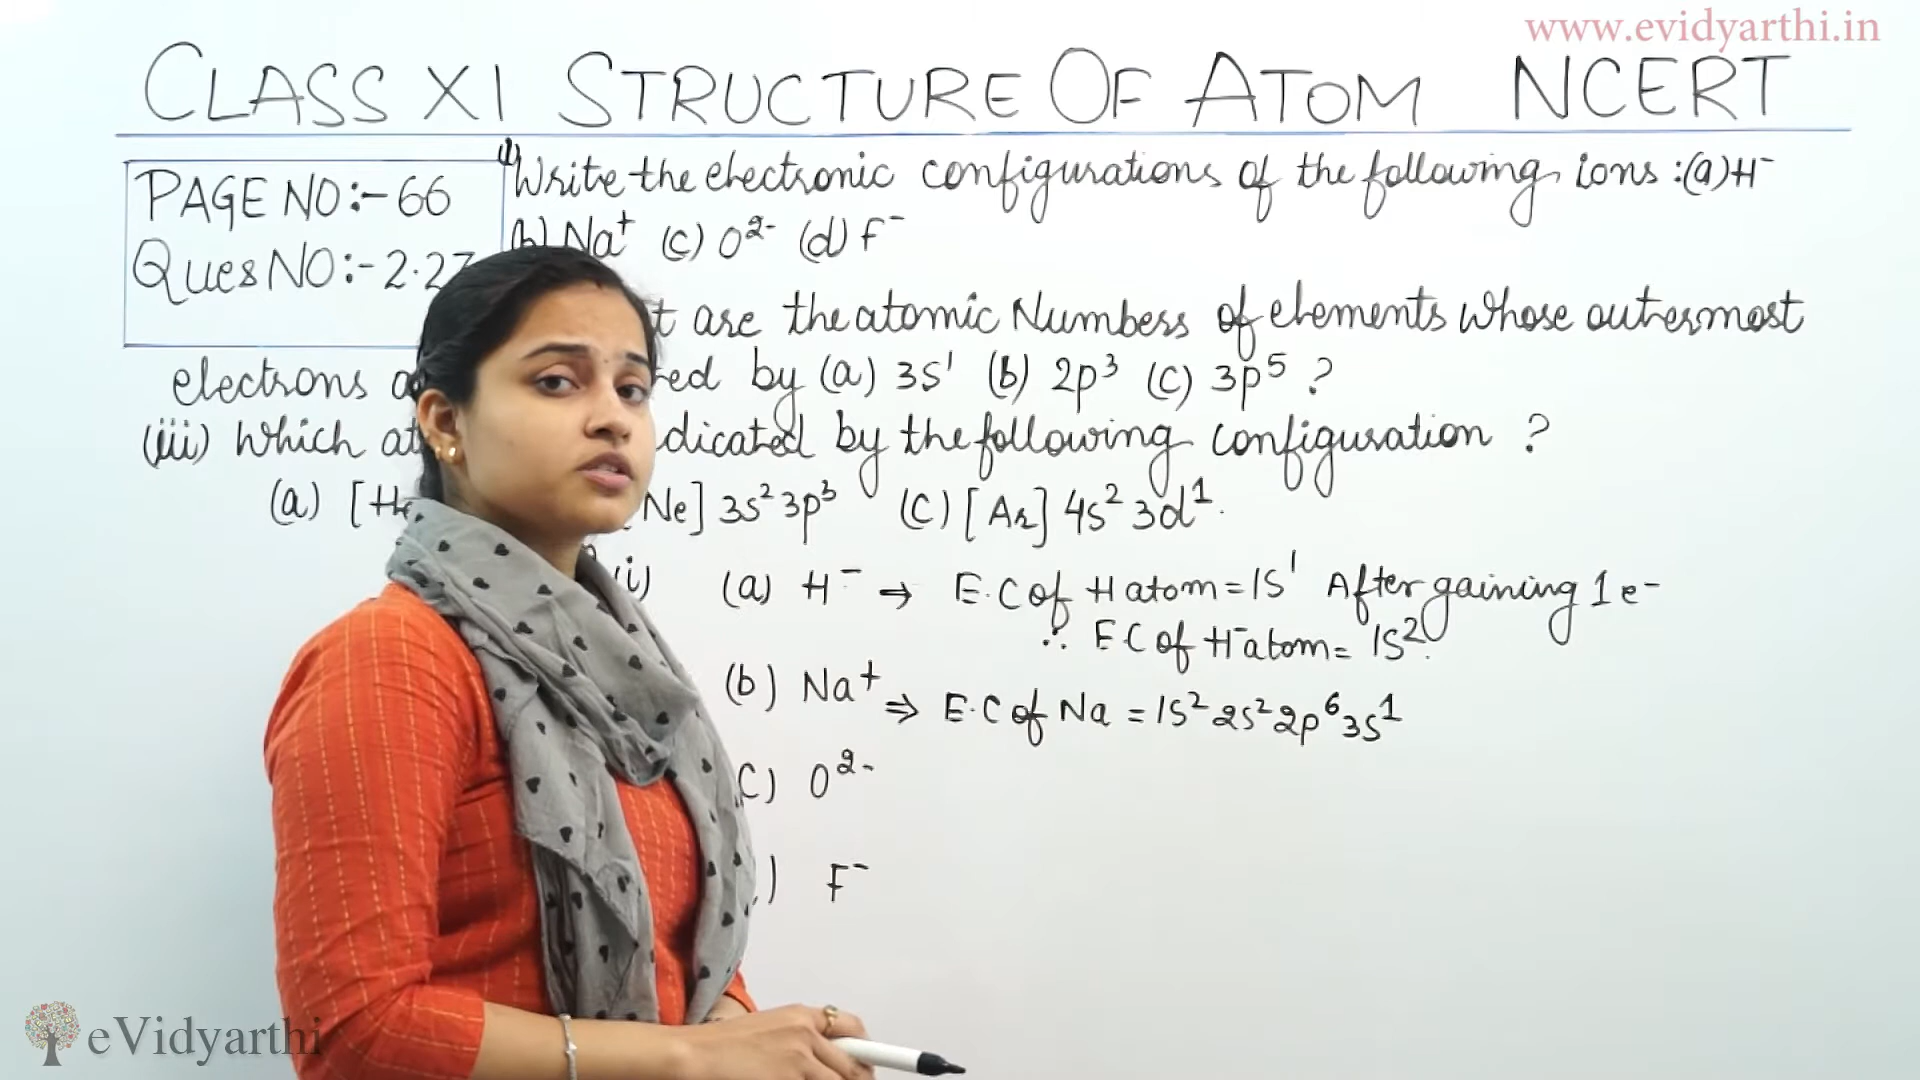 www.evidyarthi.in
CLASS XI STRUCTURE OF ATOM NCERT
PAGE NO:- 66
QUES NO:- 2.23
(i) Write the electronic configurations of the following ions : (a) H⁻
(b) Na⁺ (c) O²⁻ (d) F⁻
are the atomic Numbers of elements whose outermost
electrons by (a) 3s¹ (b) 2p³ (c) 3p⁵ ?
(iii) Which by the following configuration ?
(a) [He Ne] 3s² 3p³ (c) [Ar] 4s² 3d¹.
(i) (a) H⁻ → E.C of H atom = 1s¹ After gaining 1e⁻
∴ E C of H⁻ atom = 1s².
(b) Na⁺ ⇒ E.C of Na = 1s² 2s² 2p⁶ 3s¹
C) O²⁻
) F⁻
eVidyarthi